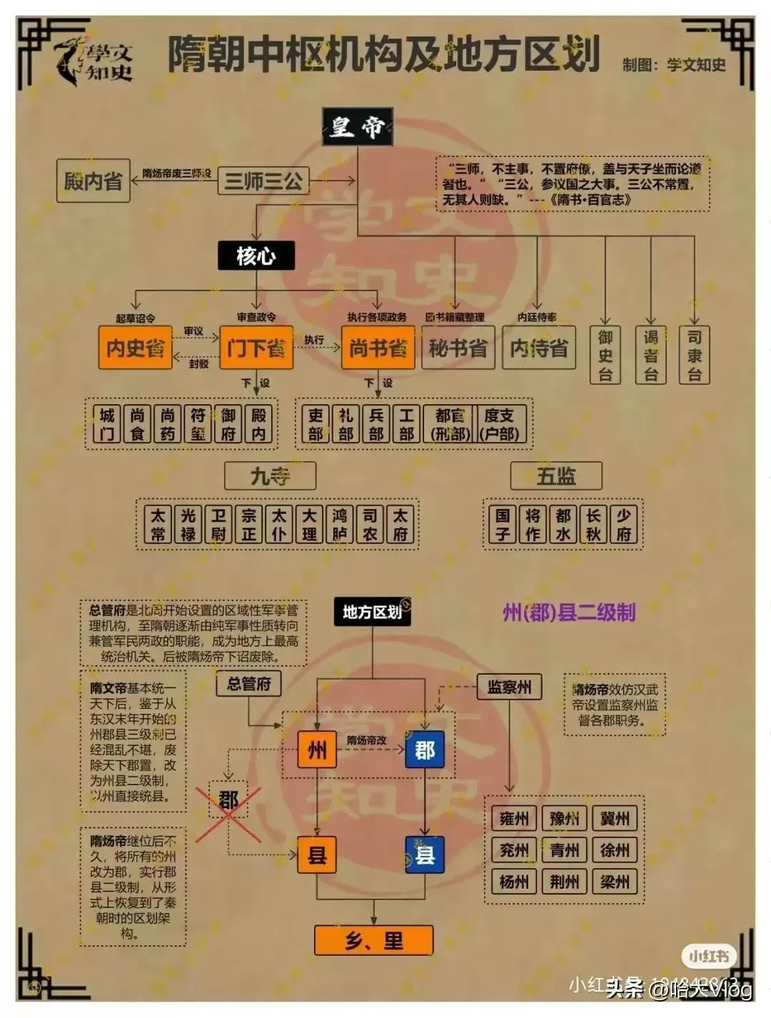 學文
知史
隋朝中枢机构及地方区划
制图：学文知史
皇帝
殿内省
隋炀帝废三师设
三师三公
“三师，不主事，不置府僚，盖与天子坐而论道
者也。”“三公，参议国之大事。三公不常置，
无其人则缺。”---《隋书·百官志》
核心
起草诏令
审查政令
执行各项政务
图书籍藏整理
内廷侍奉
内史省
审议
封驳
门下省
执行
尚书省
秘书省
内侍省
御史台
谒者台
司隶台
下设
下设
城门
尚食
尚药
符玺
御府
殿内
吏部
礼部
兵部
工部
都官(刑部)
度支(户部)
九寺
五监
太常
光禄
卫尉
宗正
太仆
大理
鸿胪
司农
太府
国子
将作
都水
长秋
少府
总管府是北周开始设置的区域性军事管
理机构，至隋朝逐渐由纯军事性质转向
兼管军民两政的职能，成为地方上最高
统治机关。后被隋炀帝下诏废除。
地方区划
州(郡)县二级制
隋文帝基本统一
天下后，鉴于从
东汉末年开始的
州郡县三级制已
经混乱不堪，废
除天下郡置，改
为州县二级制，
以州直接统县。
总管府
监察州
隋炀帝效仿汉武
帝设置监察州监
督各郡职务。
州
隋炀帝改
郡
郡
县
县
雍州
豫州
冀州
兖州
青州
徐州
杨州
荆州
梁州
隋炀帝继位后不
久，将所有的州
改为郡，实行郡
县二级制，从形
式上恢复到了秦
朝时的区划架
构。
乡、里
学文
知史
学文
知史
小红书
小红书号
头条 @哈天Vlog